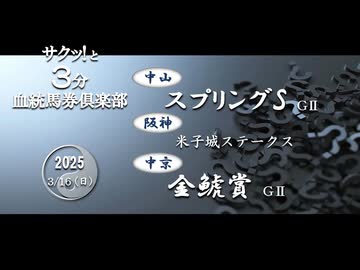 サクッ!と
3分
血統馬券倶楽部
2025
3/16(日)
中山
スプリングS GⅡ
阪神
米子城ステークス
中京
金鯱賞 GⅡ